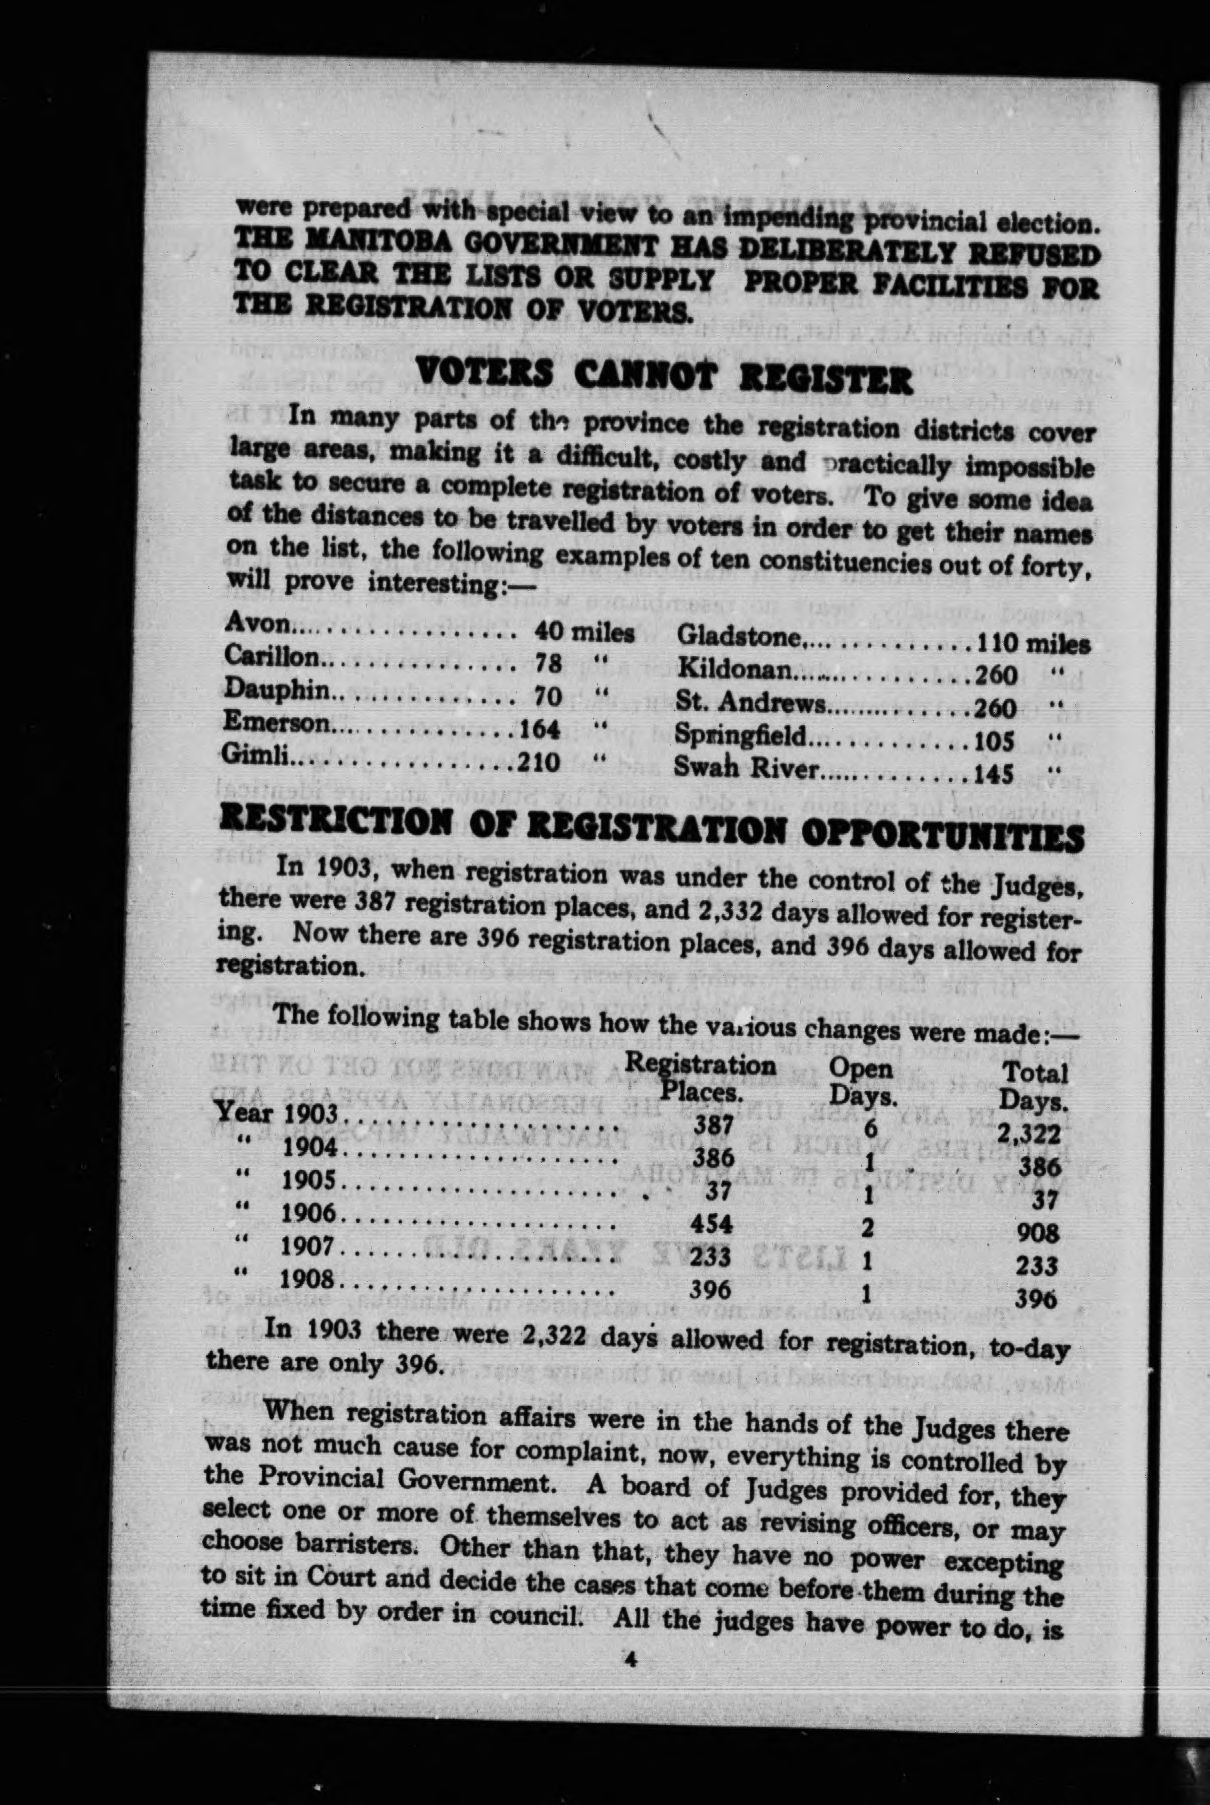 were prepared with special view to an impending provincial election.
THE MANITOBA GOVERNMENT HAS DELIBERATELY REFUSED
TO CLEAR THE LISTS OR SUPPLY PROPER FACILITIES FOR
THE REGISTRATION OF VOTERS.
VOTERS CANNOT REGISTER
In many parts of the province the registration districts cover
large areas, making it a difficult, costly and practically impossible
task to secure a complete registration of voters. To give some idea
of the distances to be travelled by voters in order to get their names
on the list, the following examples of ten constituencies out of forty,
will prove interesting:—
Avon.................. 40 miles Gladstone...............110 miles
Carillon................ 78 " Kildonan...............260 "
Dauphin............... 70 " St. Andrews.............260 "
Emerson..............164 " Springfield..............105 "
Gimli.................210 " Swah River.............145 "
RESTRICTION OF REGISTRATION OPPORTUNITIES
In 1903, when registration was under the control of the Judges,
there were 387 registration places, and 2,332 days allowed for register-
ing. Now there are 396 registration places, and 396 days allowed for
registration.
The following table shows how the various changes were made:—
Registration Open Total
Places. Days. Days.
Year 1903.................... 387 6 2,322
" 1904.................... 386 1 386
" 1905.................... 37 1 37
" 1906.................... 454 2 908
" 1907.................... 233 1 233
" 1908.................... 396 1 396
In 1903 there were 2,322 days allowed for registration, to-day
there are only 396.
When registration affairs were in the hands of the Judges there
was not much cause for complaint, now, everything is controlled by
the Provincial Government. A board of Judges provided for, they
select one or more of themselves to act as revising officers, or may
choose barristers. Other than that, they have no power excepting
to sit in Court and decide the cases that come before them during the
time fixed by order in council. All the judges have power to do, is
4